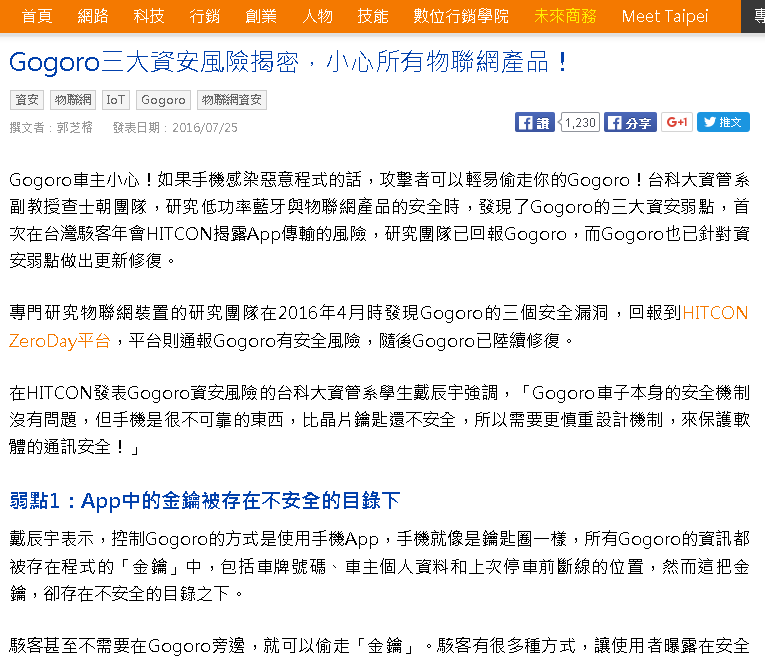 首頁 網路 科技 行銷 創業 人物 技能 數位行銷學院 未來商務 Meet Taipei 專
Gogoro三大資安風險揭密，小心所有物聯網產品！
資安 物聯網 IoT Gogoro 物聯網資安
撰文者：郭芝榕 發表日期：2016/07/25 讚 1,230 分享 G+1 推文
Gogoro車主小心！如果手機感染惡意程式的話，攻擊者可以輕易偷走你的Gogoro！台科大資管系
副教授查士朝團隊，研究低功率藍牙與物聯網產品的安全時，發現了Gogoro的三大資安弱點，首
次在台灣駭客年會HITCON揭露App傳輸的風險，研究團隊已回報Gogoro，而Gogoro也已針對資
安弱點做出更新修復。
專門研究物聯網裝置的研究團隊在2016年4月時發現Gogoro的三個安全漏洞，回報到HITCON
ZeroDay平台，平台則通報Gogoro有安全風險，隨後Gogoro已陸續修復。
在HITCON發表Gogoro資安風險的台科大資管系學生戴辰宇強調，「Gogoro車子本身的安全機制
沒有問題，但手機是很不可靠的東西，比晶片鑰匙還不安全，所以需要更慎重設計機制，來保護軟
體的通訊安全！」
弱點1：App中的金鑰被存在不安全的目錄下
戴辰宇表示，控制Gogoro的方式是使用手機App，手機就像是鑰匙圈一樣，所有Gogoro的資訊都
被存在程式的「金鑰」中，包括車牌號碼、車主個人資料和上次停車前斷線的位置，然而這把金
鑰，卻存在不安全的目錄之下。
駭客甚至不需要在Gogoro旁邊，就可以偷走「金鑰」。駭客有很多種方式，讓使用者曝露在安全